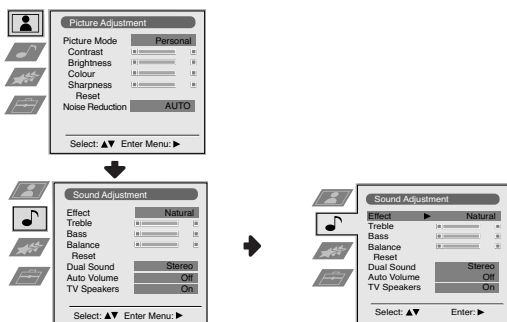 Picture Adjustment
Picture Mode Personal
Contrast
Brightness
Colour
Sharpness
Reset
Noise Reduction AUTO
Select: ▲▼ Enter Menu: ►
Sound Adjustment
Effect Natural
Treble
Bass
Balance
Reset
Dual Sound Stereo
Auto Volume Off
TV Speakers On
Select: ▲▼ Enter Menu: ►
Sound Adjustment
Effect ► Natural
Treble
Bass
Balance
Reset
Dual Sound Stereo
Auto Volume Off
TV Speakers On
Select: ▲▼ Enter: ►